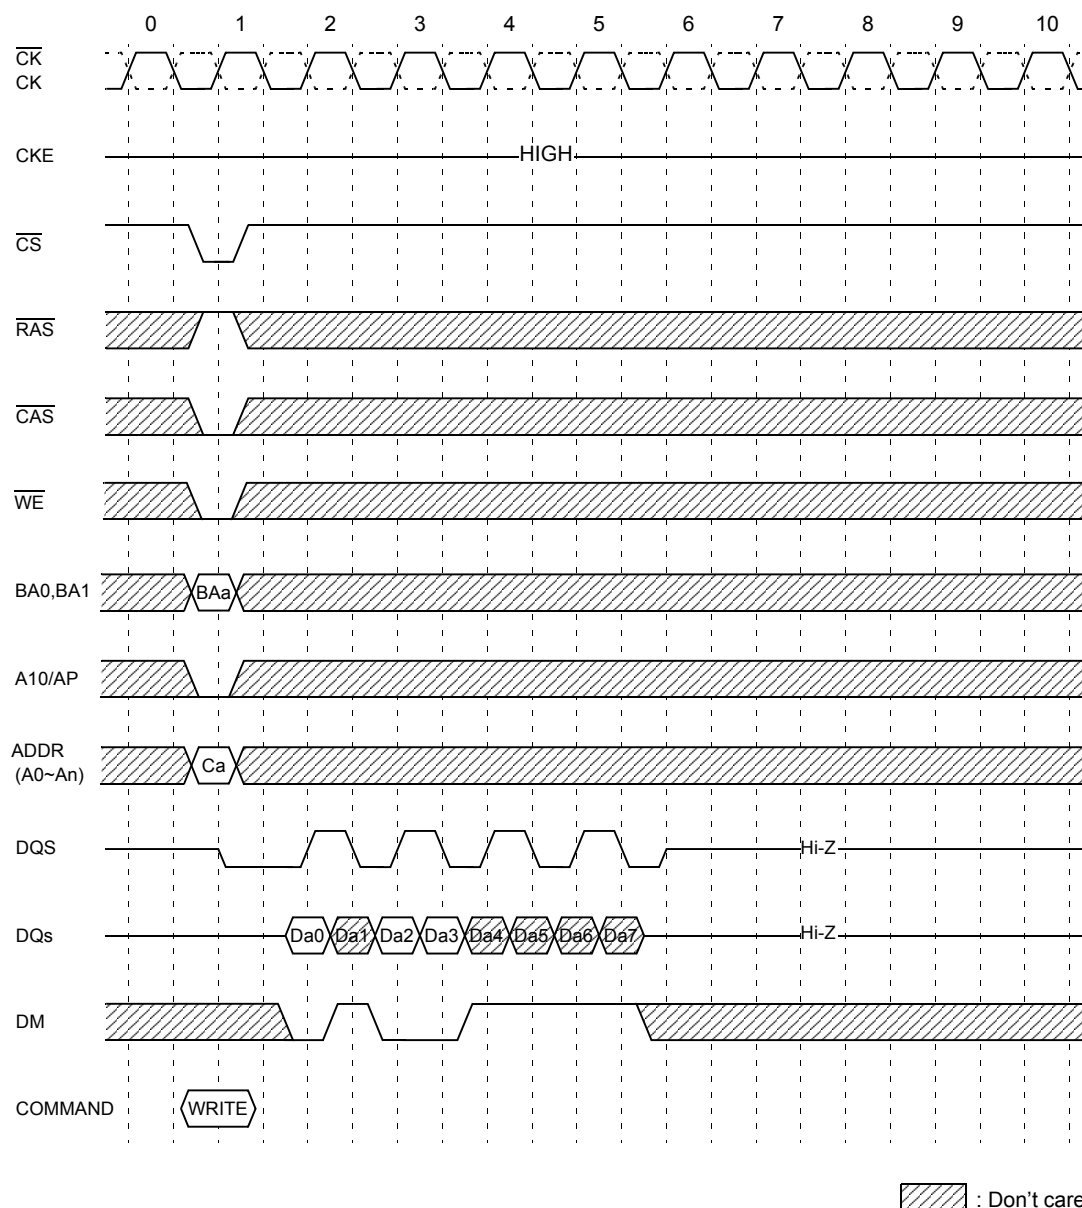 0 1 2 3 4 5 6 7 8 9 10
CK
CK
CKE
HIGH
CS
RAS
CAS
WE
BA0,BA1
BAa
A10/AP
ADDR
(A0~An)
Ca
DQS
Hi-Z
DQs
Da0 Da1 Da2 Da3 Da4 Da5 Da6 Da7
Hi-Z
DM
COMMAND
WRITE
: Don't care